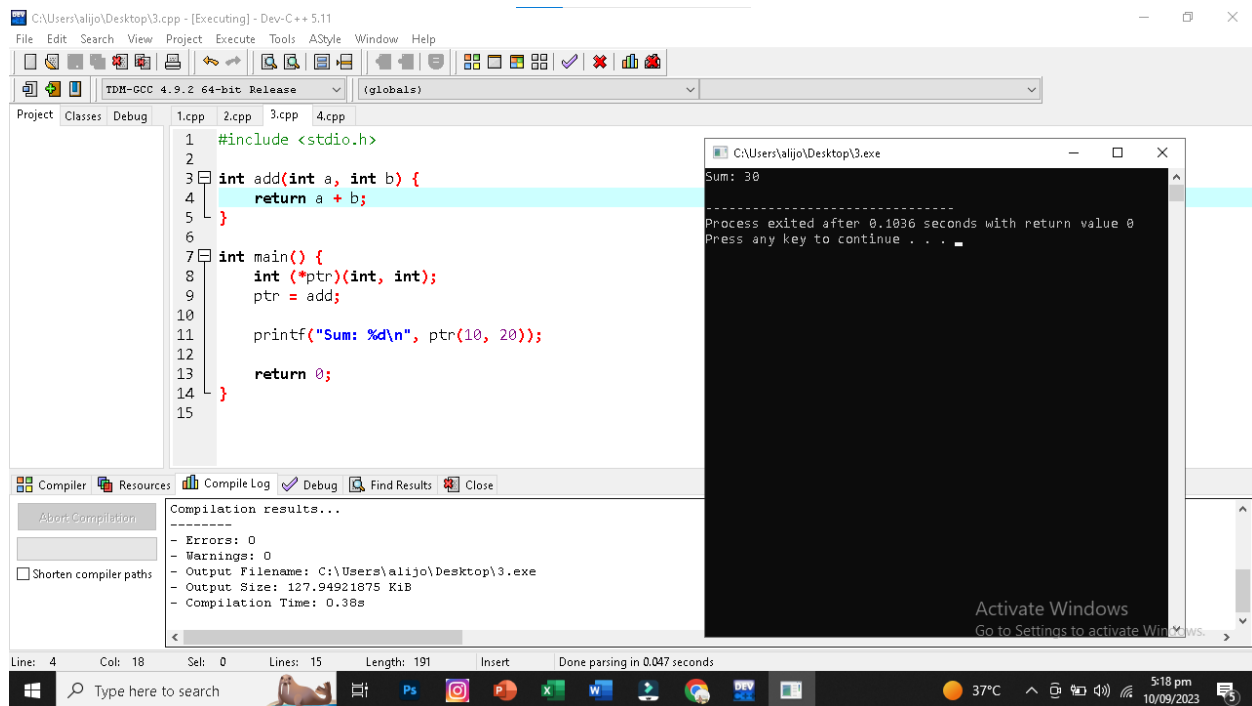 C:\Users\alijo\Desktop\3.cpp - [Executing] - Dev-C++ 5.11
File Edit Search View Project Execute Tools AStyle Window Help
TDM-GCC 4.9.2 64-bit Release (globals)
Project Classes Debug 1.cpp 2.cpp 3.cpp 4.cpp
1 #include <stdio.h>
2
3 int add(int a, int b) {
4     return a + b;
5 }
6
7 int main() {
8     int (*ptr)(int, int);
9     ptr = add;
10
11     printf("Sum: %d\n", ptr(10, 20));
12
13     return 0;
14 }
15
C:\Users\alijo\Desktop\3.exe
Sum: 30
--------------------------------
Process exited after 0.1036 seconds with return value 0
Press any key to continue . . .
Compiler Resources Compile Log Debug Find Results Close
Abort Compilation
Shorten compiler paths
Compilation results...
--------
- Errors: 0
- Warnings: 0
- Output Filename: C:\Users\alijo\Desktop\3.exe
- Output Size: 127.94921875 KiB
- Compilation Time: 0.38s
Activate Windows
Go to Settings to activate Windows.
Line: 4 Col: 18 Sel: 0 Lines: 15 Length: 191 Insert Done parsing in 0.047 seconds
Type here to search
Ps
DEV
37°C
5:18 pm
10/09/2023
5